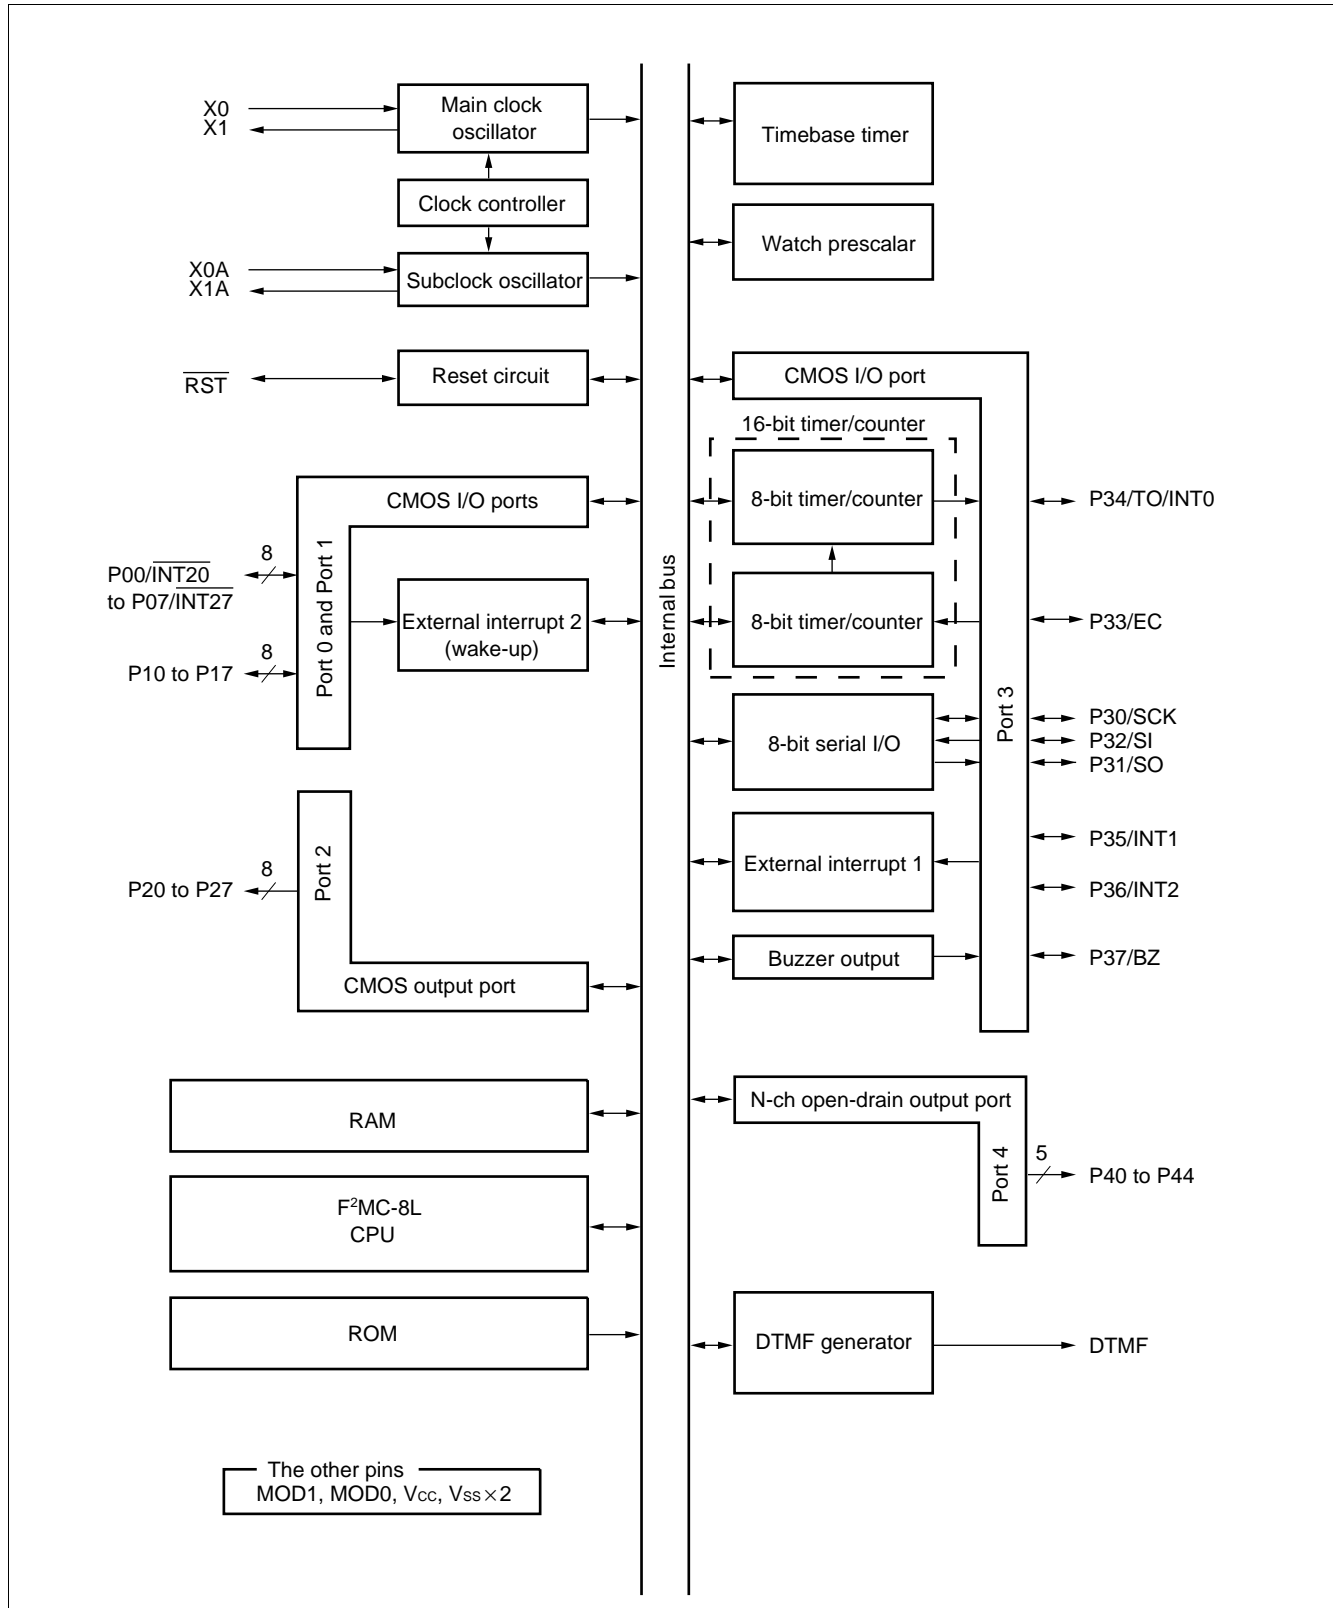 X0
X1
Main clock
oscillator
Clock controller
X0A
X1A
Subclock oscillator
RST
Reset circuit
CMOS I/O ports
Port 0 and Port 1
8
P00/INT20
to P07/INT27
External interrupt 2
(wake-up)
8
P10 to P17
Port 2
8
P20 to P27
CMOS output port
RAM
F²MC-8L
CPU
ROM
The other pins
MOD1, MOD0, VCC, VSS×2
Internal bus
Timebase timer
Watch prescalar
CMOS I/O port
16-bit timer/counter
8-bit timer/counter
8-bit timer/counter
8-bit serial I/O
External interrupt 1
Buzzer output
Port 3
P34/TO/INT0
P33/EC
P30/SCK
P32/SI
P31/SO
P35/INT1
P36/INT2
P37/BZ
N-ch open-drain output port
Port 4
5
P40 to P44
DTMF generator
DTMF